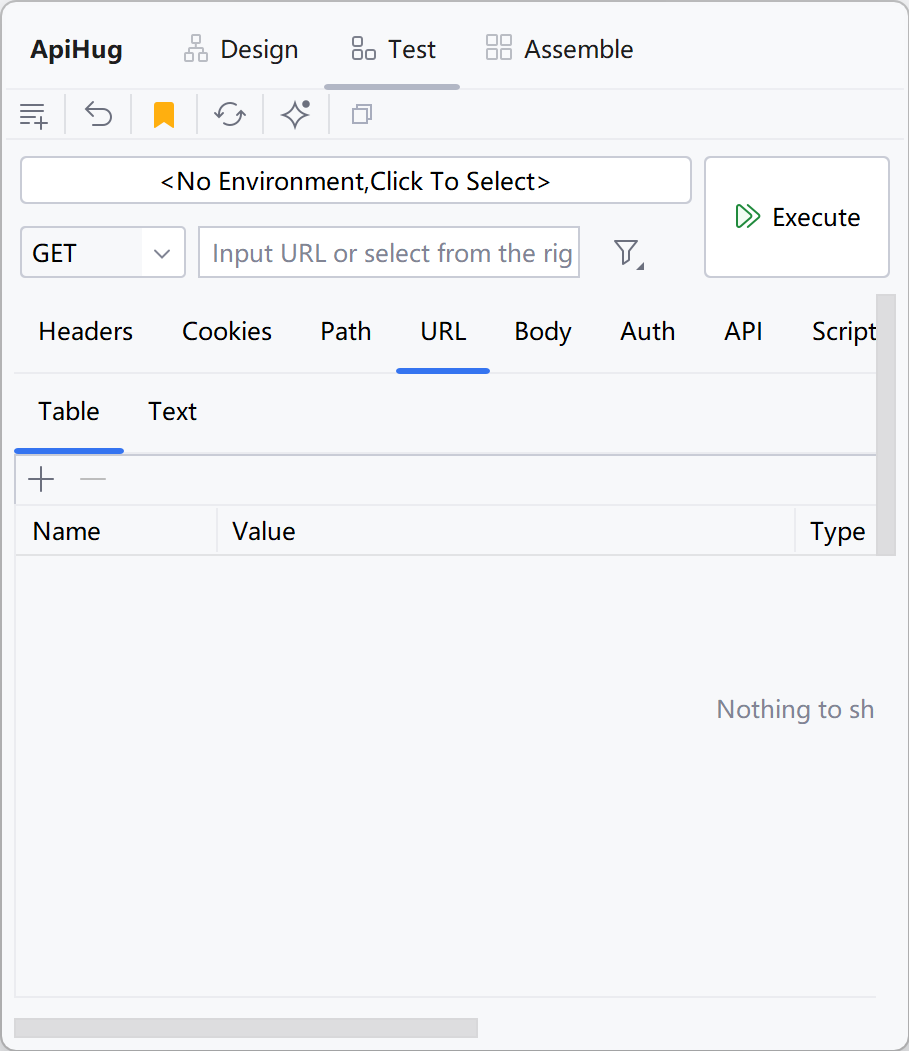 ApiHug Design Test Assemble
<No Environment,Click To Select>
Execute
GET Input URL or select from the rig
Headers Cookies Path URL Body Auth API Script
Table Text
Name Value Type
Nothing to sh